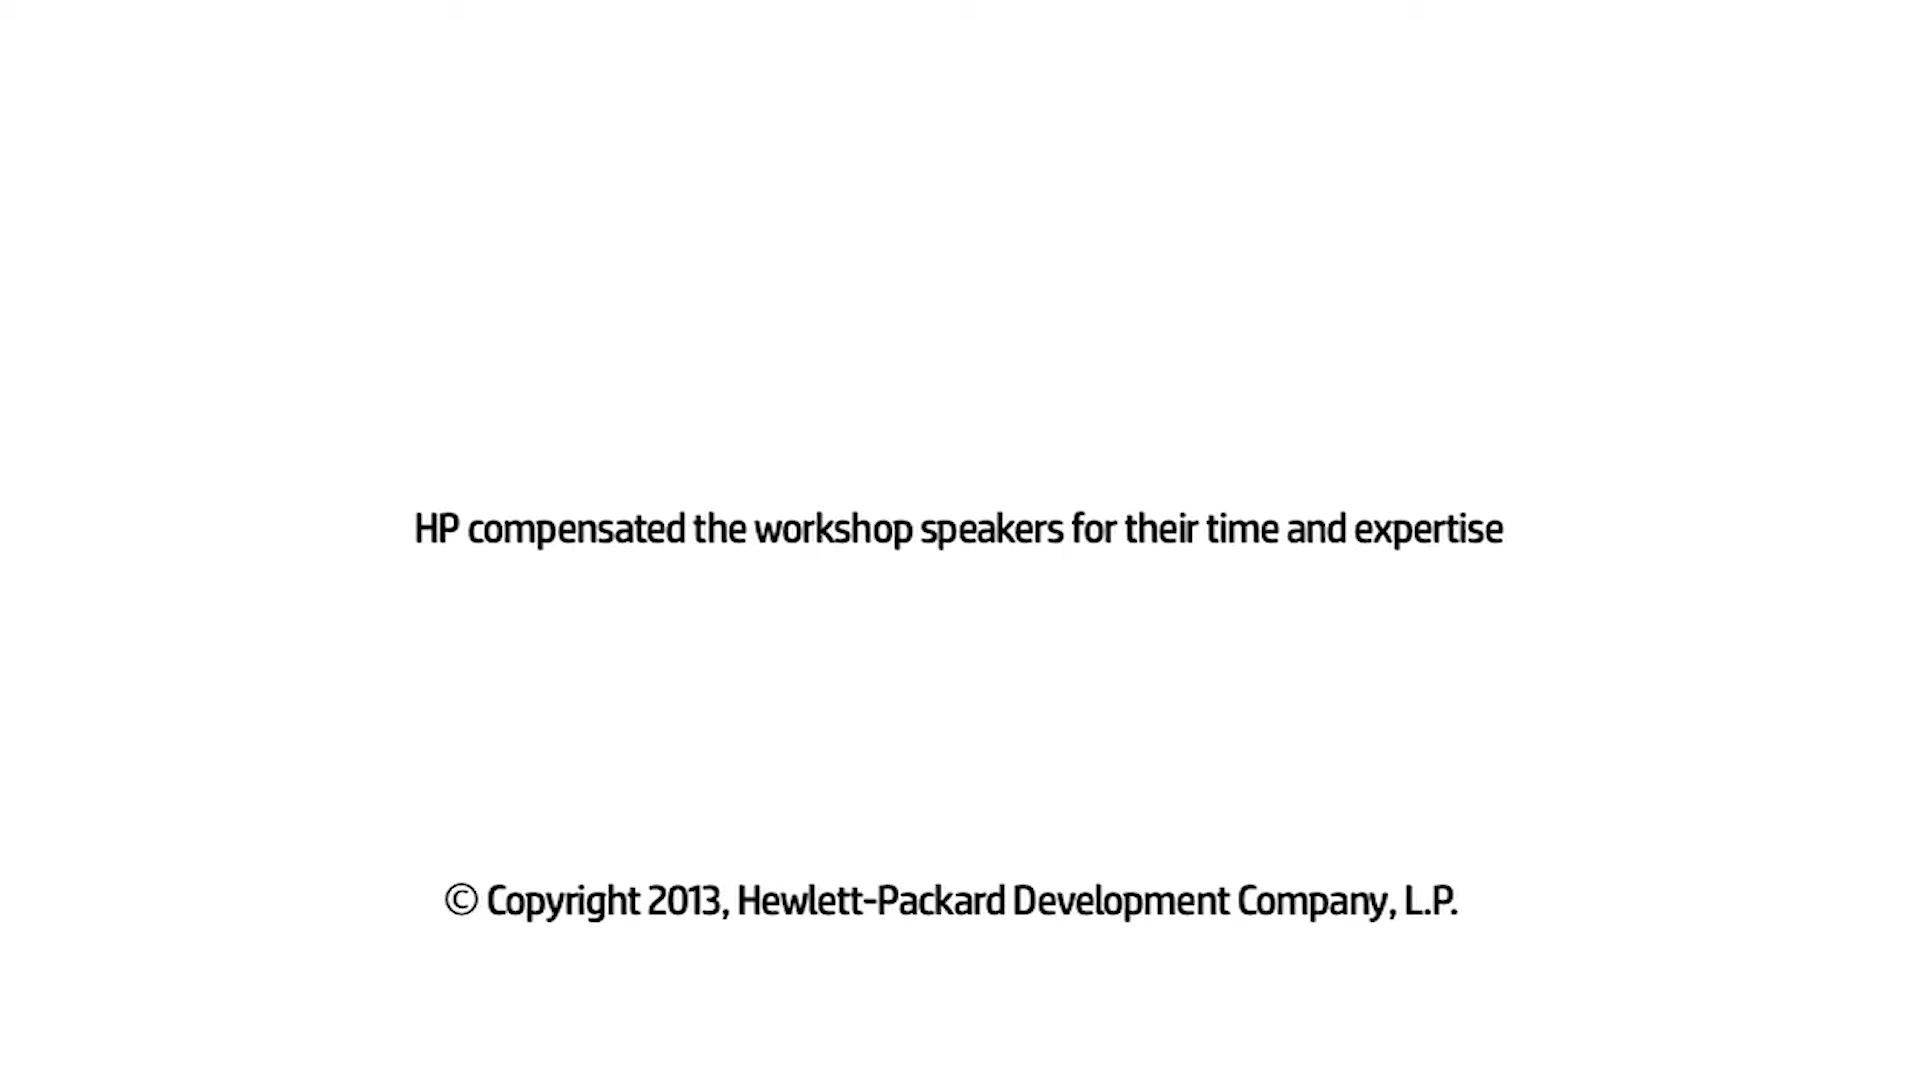 HP compensated the workshop speakers for their time and expertise
© Copyright 2013, Hewlett-Packard Development Company, L.P.